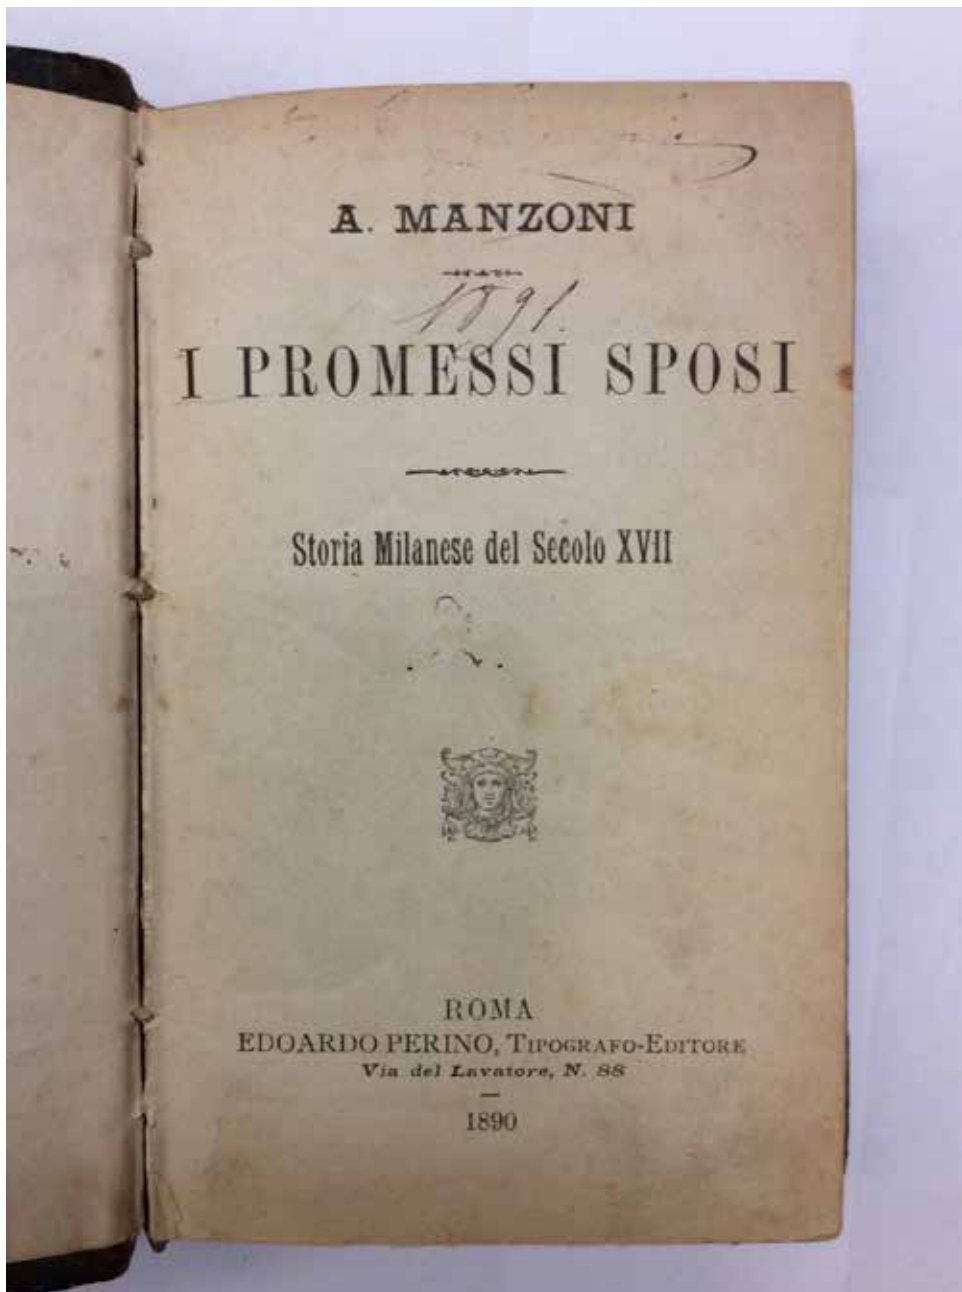 A. MANZONI
1891.
I PROMESSI SPOSI
Storia Milanese del Secolo XVII
ROMA
EDOARDO PERINO, TIPOGRAFO-EDITORE
Via del Lavatore, N. 88
1890